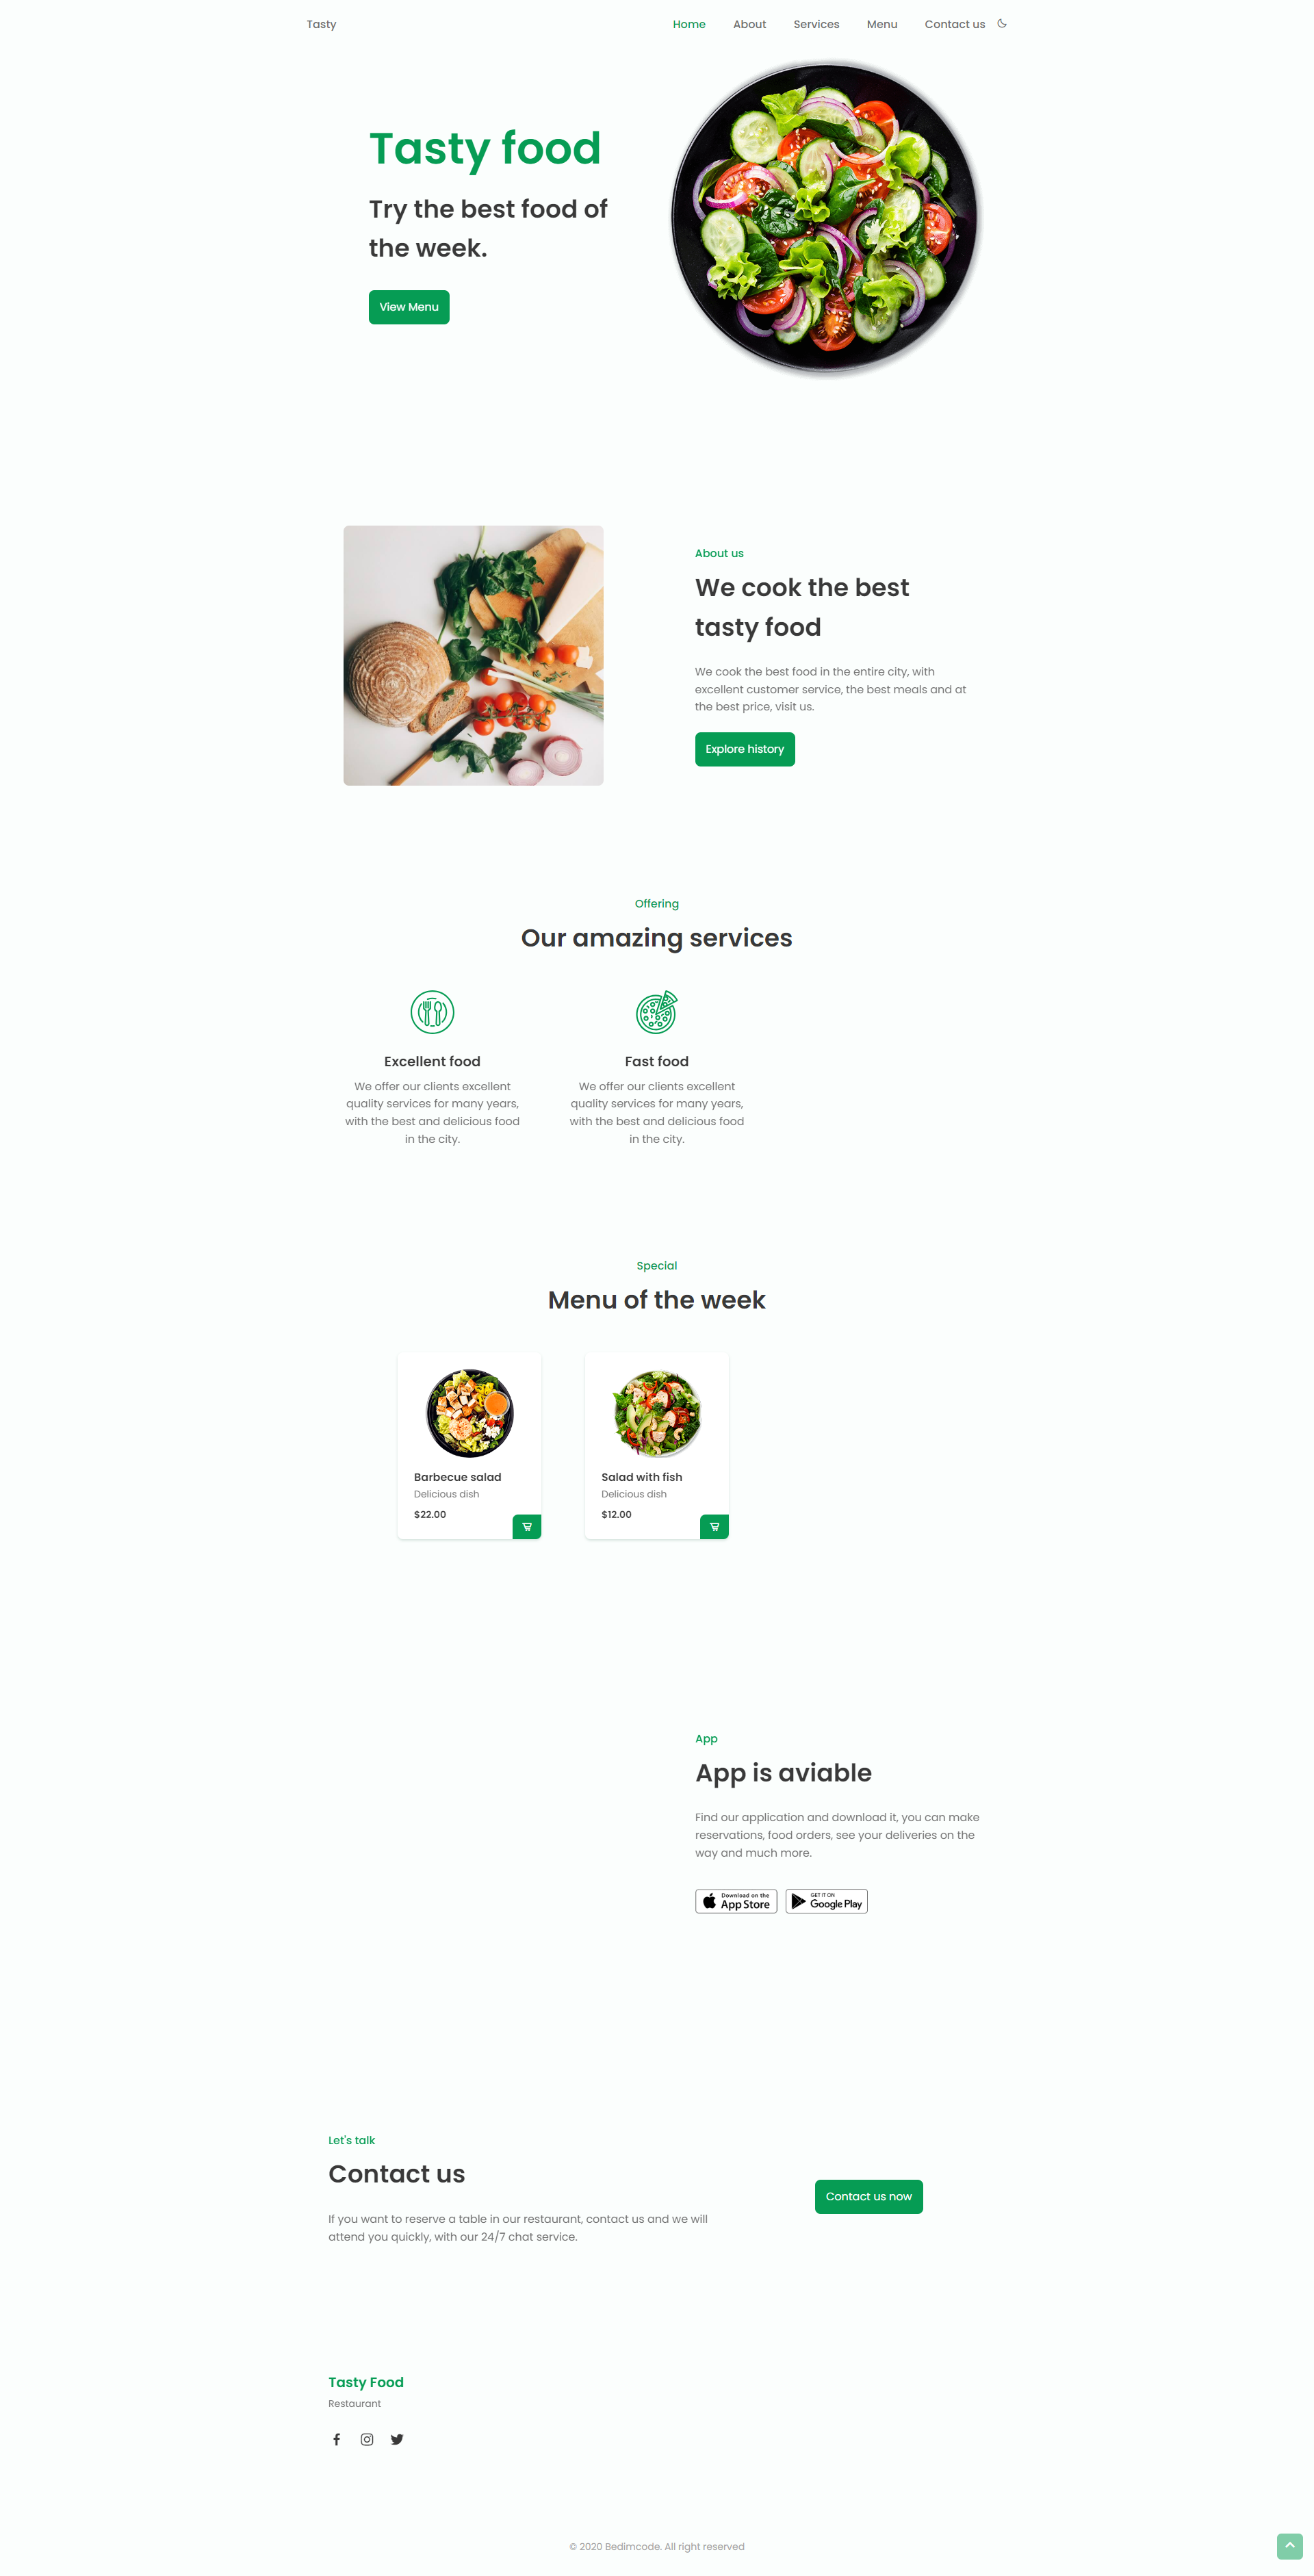 Tasty
Home
About
Services
Menu
Contact us
Tasty food
Try the best food of
the week.
View Menu
About us
We cook the best
tasty food
We cook the best food in the entire city, with
excellent customer service, the best meals and at
the best price, visit us.
Explore history
Offering
Our amazing services
Excellent food
We offer our clients excellent
quality services for many years,
with the best and delicious food
in the city.
Fast food
We offer our clients excellent
quality services for many years,
with the best and delicious food
in the city.
Special
Menu of the week
Barbecue salad
Delicious dish
$22.00
Salad with fish
Delicious dish
$12.00
App
App is aviable
Find our application and download it, you can make
reservations, food orders, see your deliveries on the
way and much more.
Download on the
App Store
GET IT ON
Google Play
Let's talk
Contact us
If you want to reserve a table in our restaurant, contact us and we will
attend you quickly, with our 24/7 chat service.
Contact us now
Tasty Food
Restaurant
© 2020 Bedimcode. All right reserved